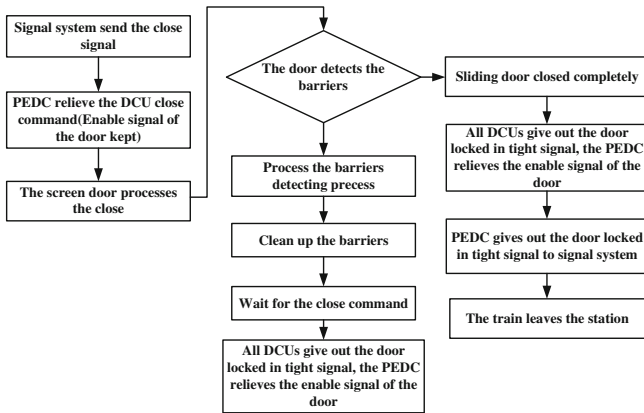 Signal system send the close
signal
PEDC relieve the DCU close
command(Enable signal of
the door kept)
The screen door processes
the close
The door detects the
barriers
Process the barriers
detecting precess
Clean up the barriers
Wait for the close command
All DCUs give out the door
locked in tight signal, the PEDC
relieves the enable signal of the
door
Sliding door closed completely
All DCUs give out the door
locked in tight signal, the PEDC
relieves the enable signal of the
door
PEDC gives out the door locked
in tight signal to signal system
The train leaves the station